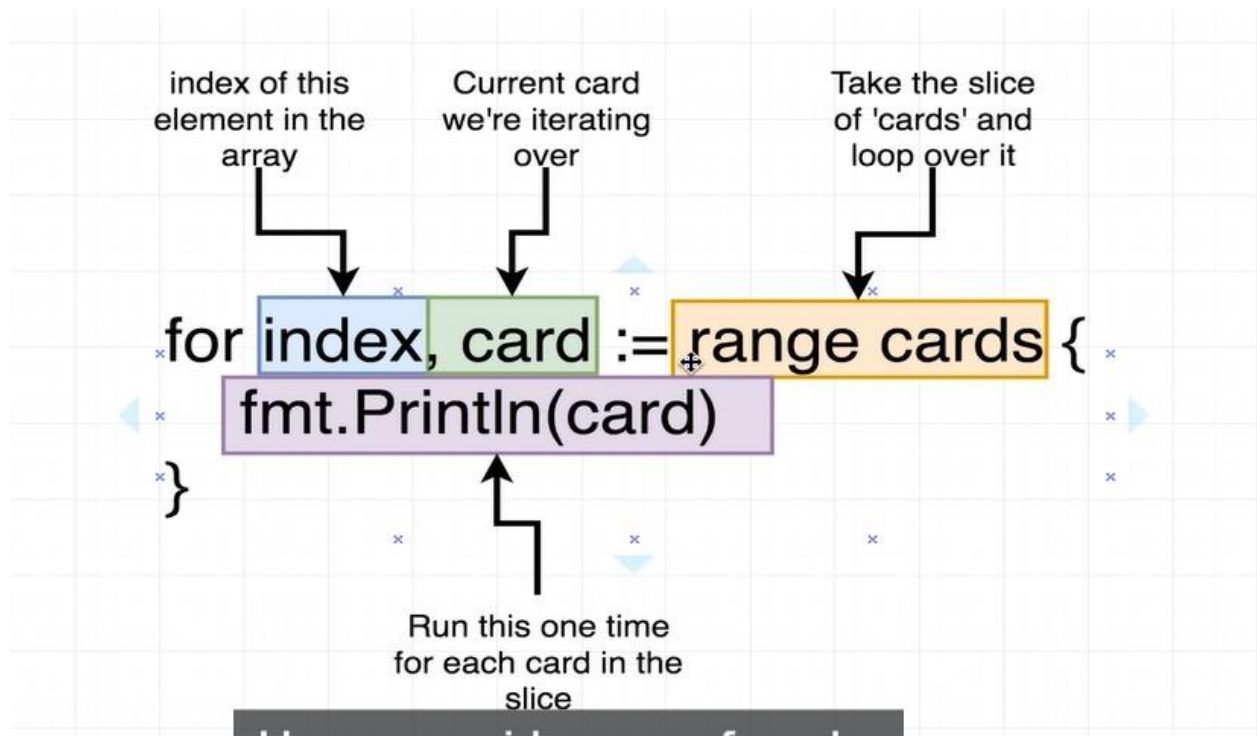 index of this
element in the
array
Current card
we're iterating
over
Take the slice
of 'cards' and
loop over it
for index, card := range cards {
fmt.Println(card)
}
Run this one time
for each card in the
slice